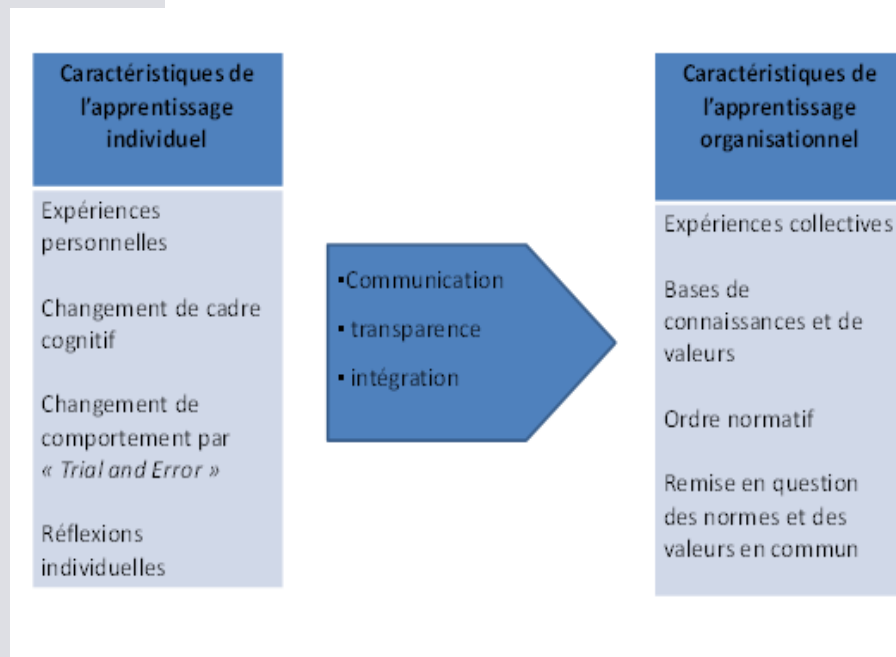 Caractéristiques de
l’apprentissage
individuel
Expériences
personnelles
Changement de cadre
cognitif
Changement de
comportement par
« Trial and Error »
Réflexions
individuelles
▪Communication
▪ transparence
▪ intégration
Caractéristiques de
l’apprentissage
organisationnel
Expériences collectives
Bases de
connaissances et de
valeurs
Ordre normatif
Remise en question
des normes et des
valeurs en commun